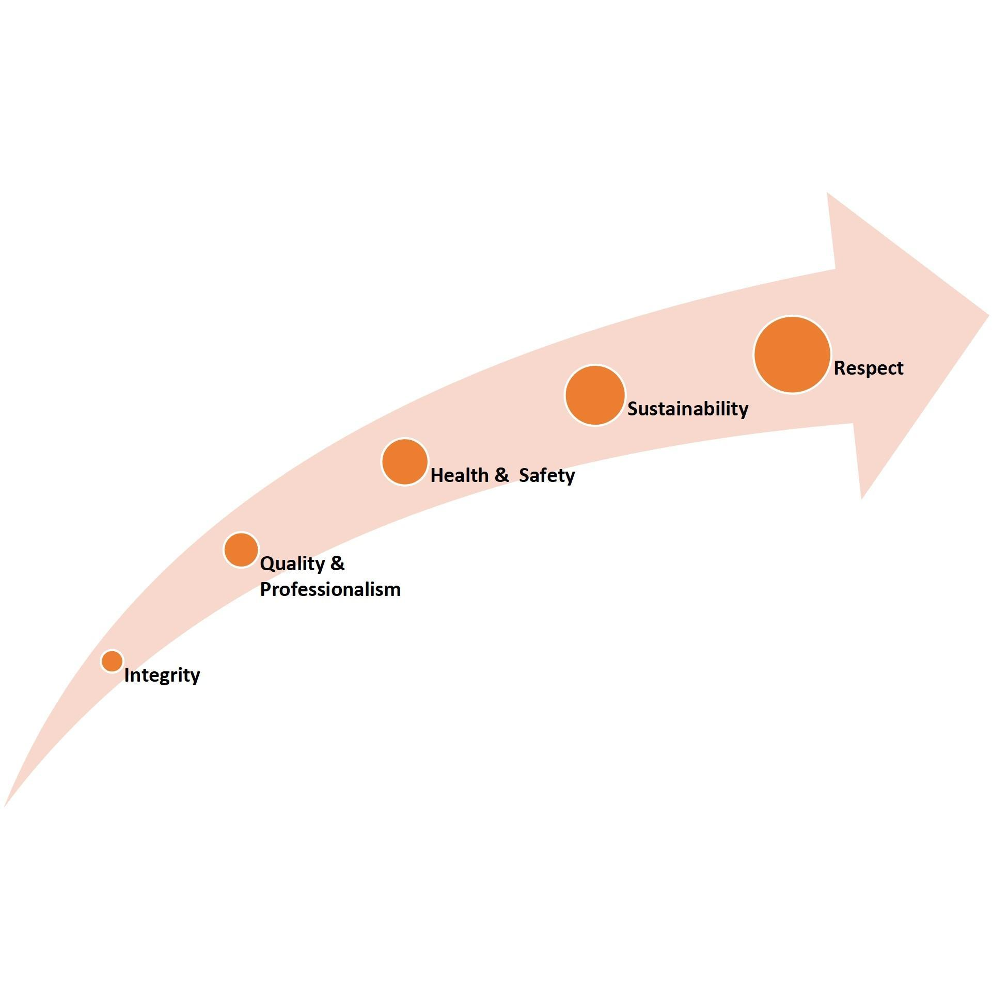 Respect
Sustainability
Health &  Safety
Quality &
Professionalism
Integrity